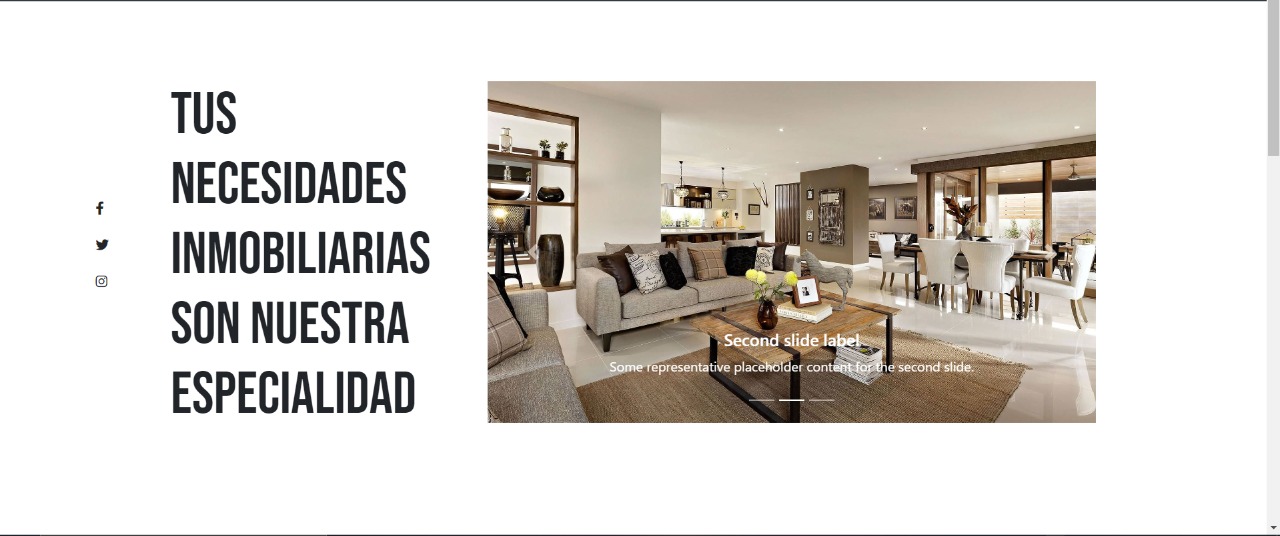 TUS
NECESIDADES
INMOBILIARIAS
SON NUESTRA
ESPECIALIDAD
Second slide label
Some representative placeholder content for the second slide.